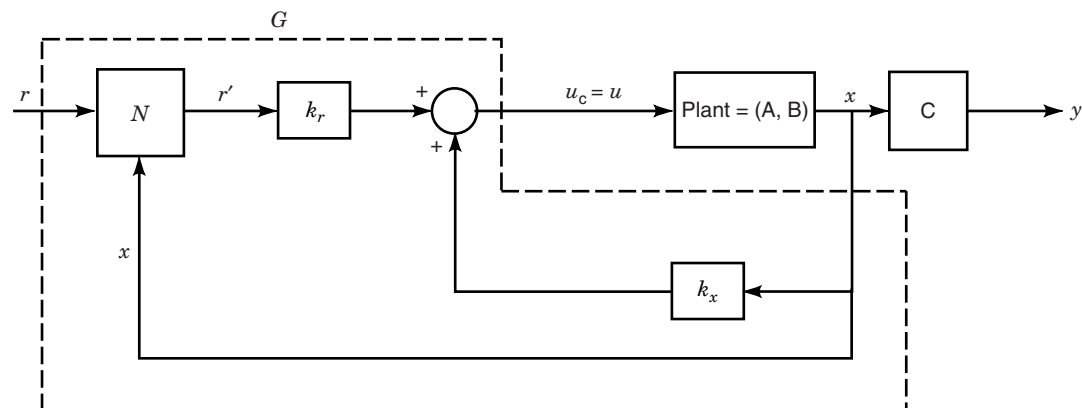 G
r
N
r′
k_r
+
+
u_c = u
Plant = (A, B)
x
C
y
x
k_x